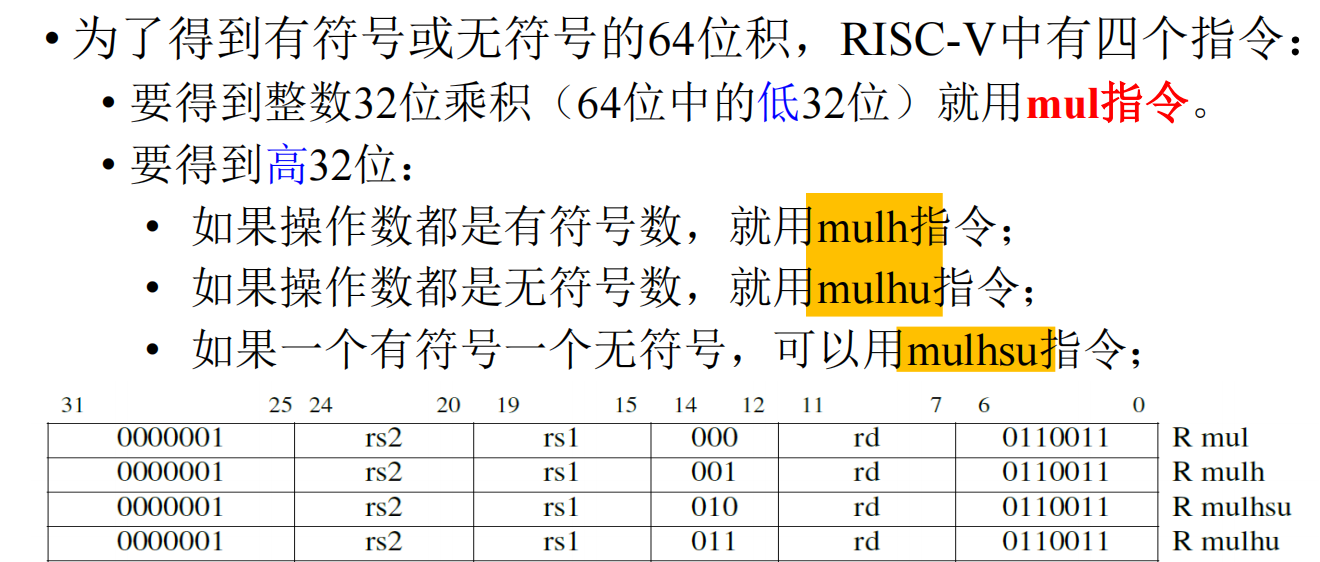 • 为了得到有符号或无符号的64位积，RISC-V中有四个指令：
• 要得到整数32位乘积（64位中的低32位）就用mul指令。
• 要得到高32位：
• 如果操作数都是有符号数，就用mulh指令；
• 如果操作数都是无符号数，就用mulhu指令；
• 如果一个有符号一个无符号，可以用mulhsu指令；
31 25 24 20 19 15 14 12 11 7 6 0
0000001 rs2 rs1 000 rd 0110011 R mul
0000001 rs2 rs1 001 rd 0110011 R mulh
0000001 rs2 rs1 010 rd 0110011 R mulhsu
0000001 rs2 rs1 011 rd 0110011 R mulhu